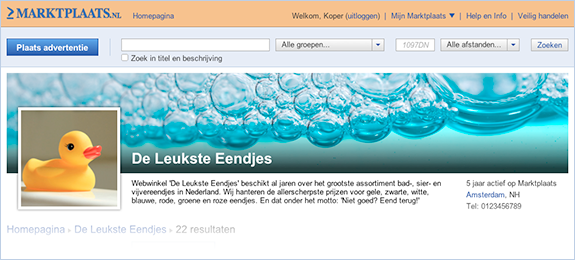 MARKTPLAATS.NL Homepagina Welkom, Koper (uitloggen) | Mijn Marktplaats | Help en Info | Veilig handelen
Plaats advertentie Alle groepen... 1097DN Alle afstanden... Zoeken
Zoek in titel en beschrijving
De Leukste Eendjes
Webwinkel 'De Leukste Eendjes' beschikt al jaren over het grootste assortiment bad-, sier- en
vijvereendjes in Nederland. Wij hanteren de allerscherpste prijzen voor gele, zwarte, witte,
blauwe, rode, groene en roze eendjes. En dat onder het motto: 'Niet goed? Eend terug!'
5 jaar actief op Marktplaats
Amsterdam, NH
Tel: 0123456789
Homepagina ▸ De Leukste Eendjes ▸ 22 resultaten